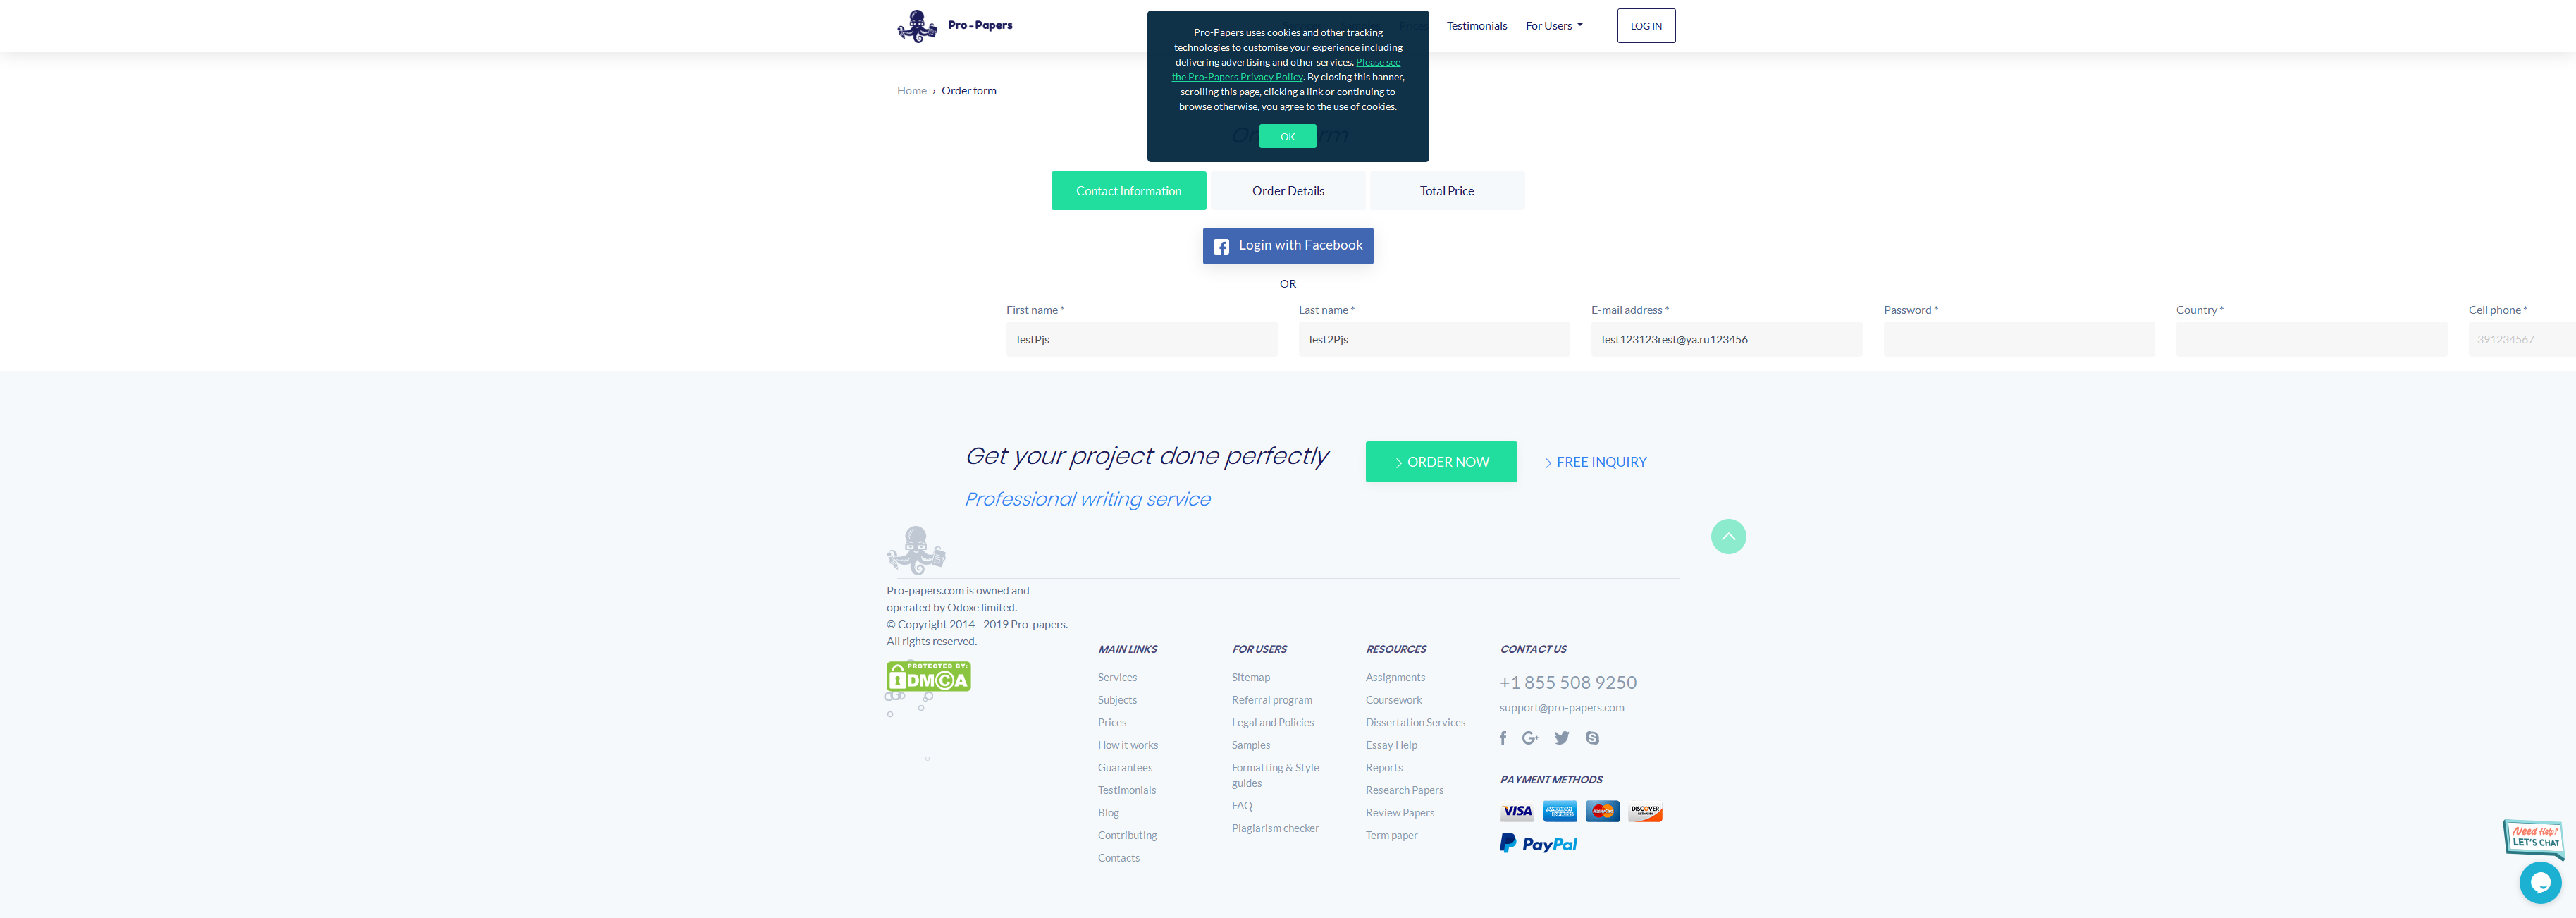 Pro-Papers
Testimonials
For Users
LOG IN
Pro-Papers uses cookies and other tracking
technologies to customise your experience including
delivering advertising and other services. Please see
the Pro-Papers Privacy Policy. By closing this banner,
scrolling this page, clicking a link or continuing to
browse otherwise, you agree to the use of cookies.
OK
Home › Order form
Contact Information
Order Details
Total Price
Login with Facebook
OR
First name *
Last name *
E-mail address *
Password *
Country *
Cell phone *
TestPjs
Test2Pjs
Test123123rest@ya.ru123456
391234567
Get your project done perfectly
Professional writing service
ORDER NOW
FREE INQUIRY
Pro-papers.com is owned and
operated by Odoxe limited.
© Copyright 2014 - 2019 Pro-papers.
All rights reserved.
PROTECTED BY:
DMCA
MAIN LINKS
Services
Subjects
Prices
How it works
Guarantees
Testimonials
Blog
Contributing
Contacts
FOR USERS
Sitemap
Referral program
Legal and Policies
Samples
Formatting & Style
guides
FAQ
Plagiarism checker
RESOURCES
Assignments
Coursework
Dissertation Services
Essay Help
Reports
Research Papers
Review Papers
Term paper
CONTACT US
+1 855 508 9250
support@pro-papers.com
PAYMENT METHODS
VISA
AMERICAN EXPRESS
MasterCard
DISCOVER
NETWORK
PayPal
Need Help?
LET'S CHAT